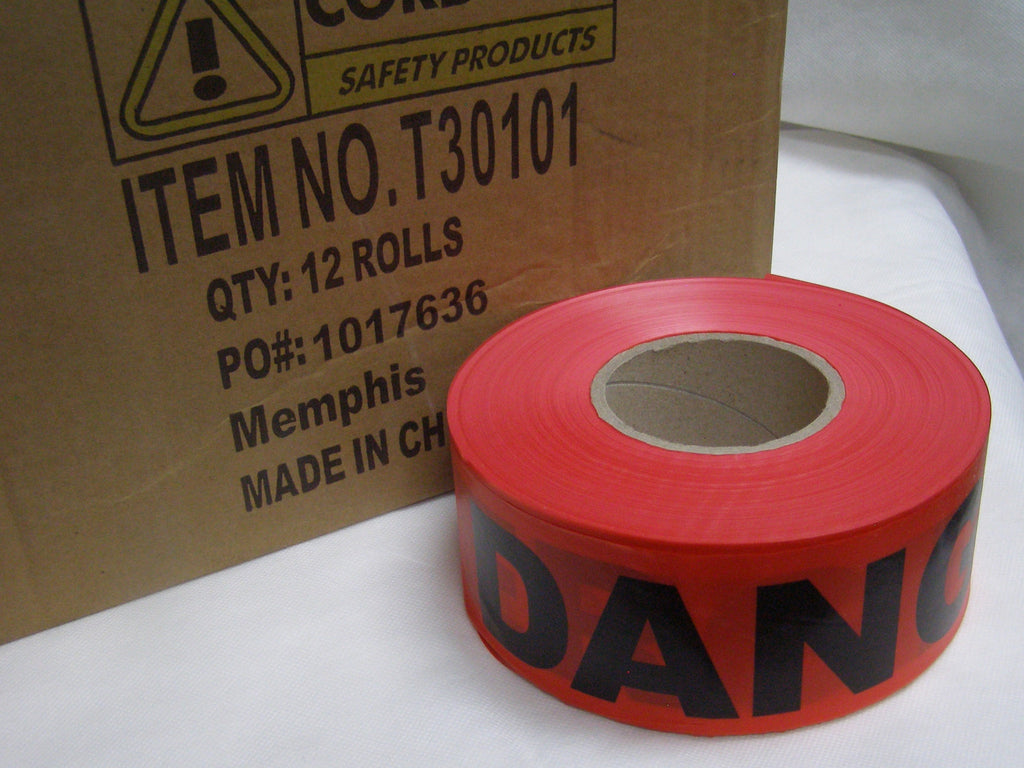 SAFETY PRODUCTS
ITEM NO. T30101
QTY: 12 ROLLS
PO#: 1017636
Memphis
MADE IN CH
DANG